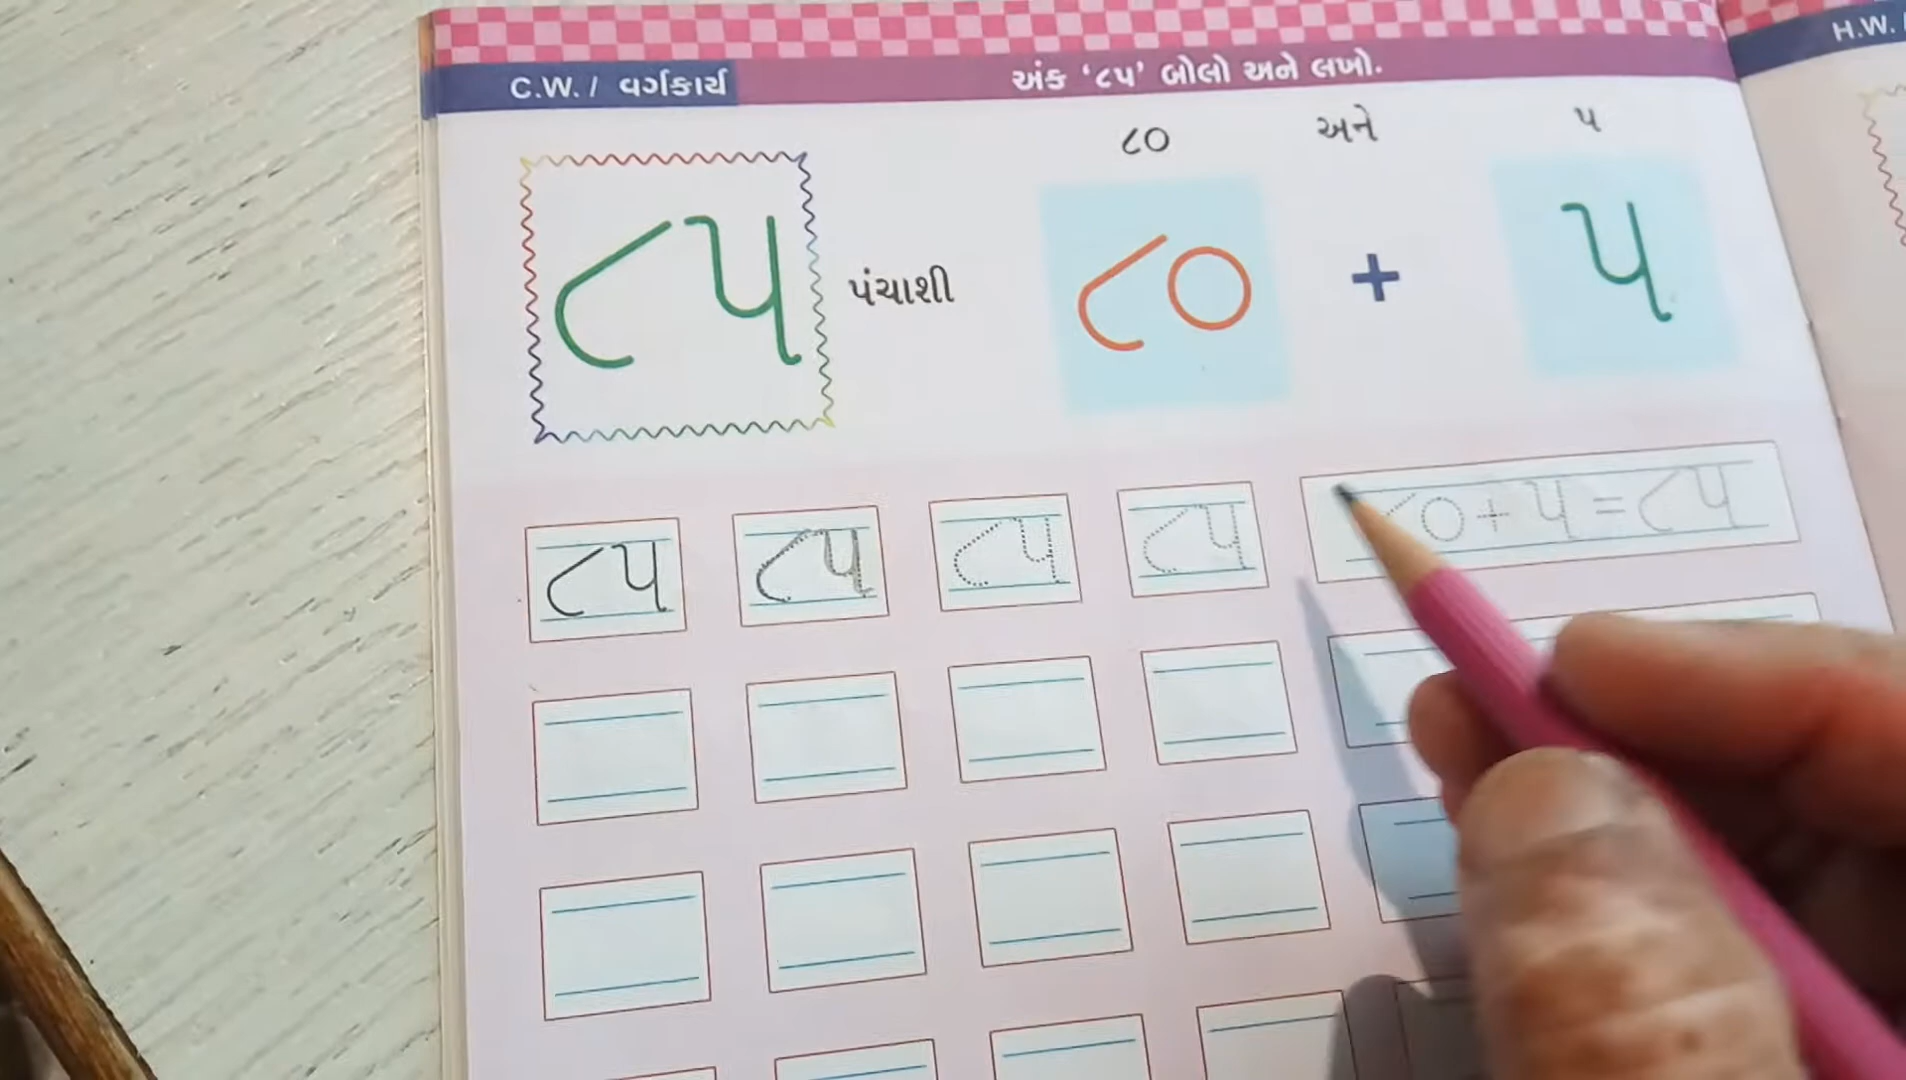 C.W. / વર્ગકાર્ય
અંક ‘૮૫’ બોલો અને લખો.
H.W. /
૮૦ અને ૫
૮૫ પંચાશી ૮૦ + ૫
૮૫ ૮૫ ૮૫ ૮૫ ૮૦ + ૫ = ૮૫